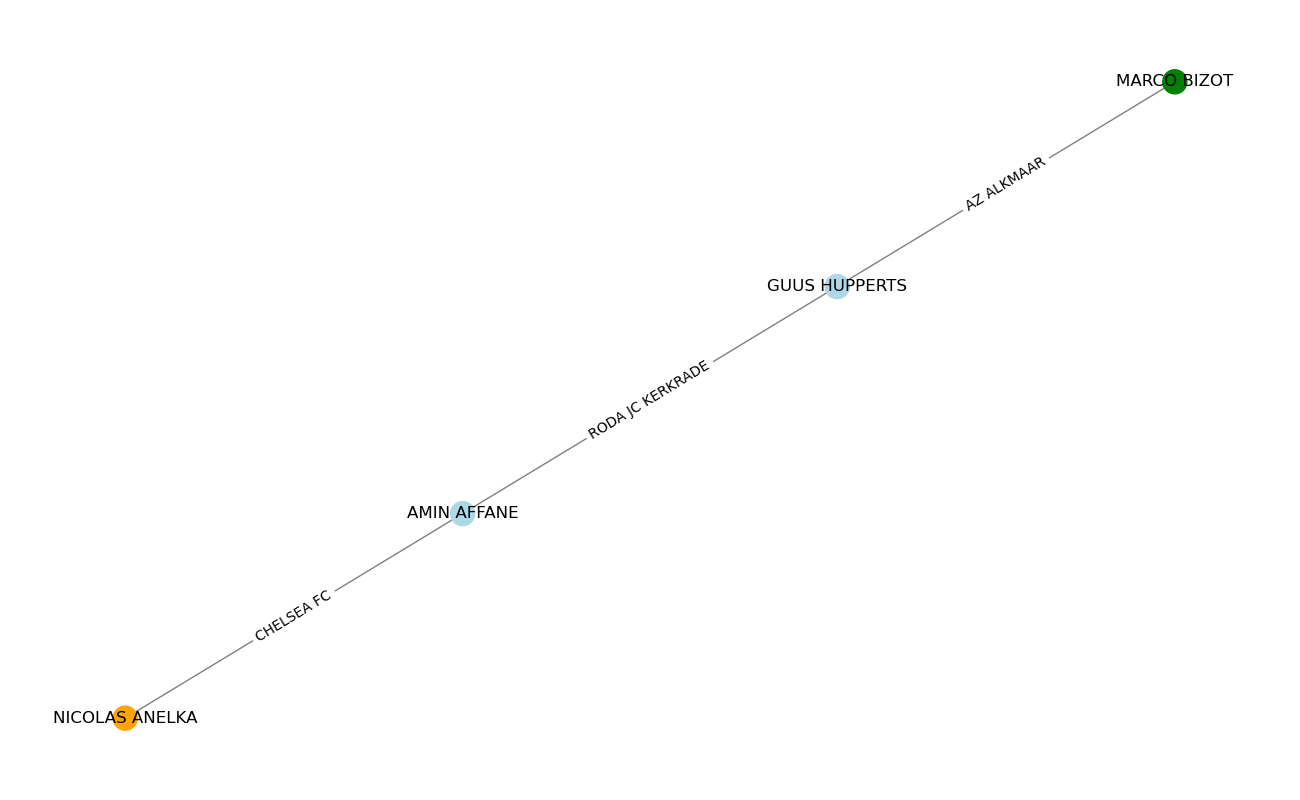 MARCO BIZOT
AZ ALKMAAR
GUUS HUPPERTS
RODA JC KERKRADE
AMIN AFFANE
CHELSEA FC
NICOLAS ANELKA